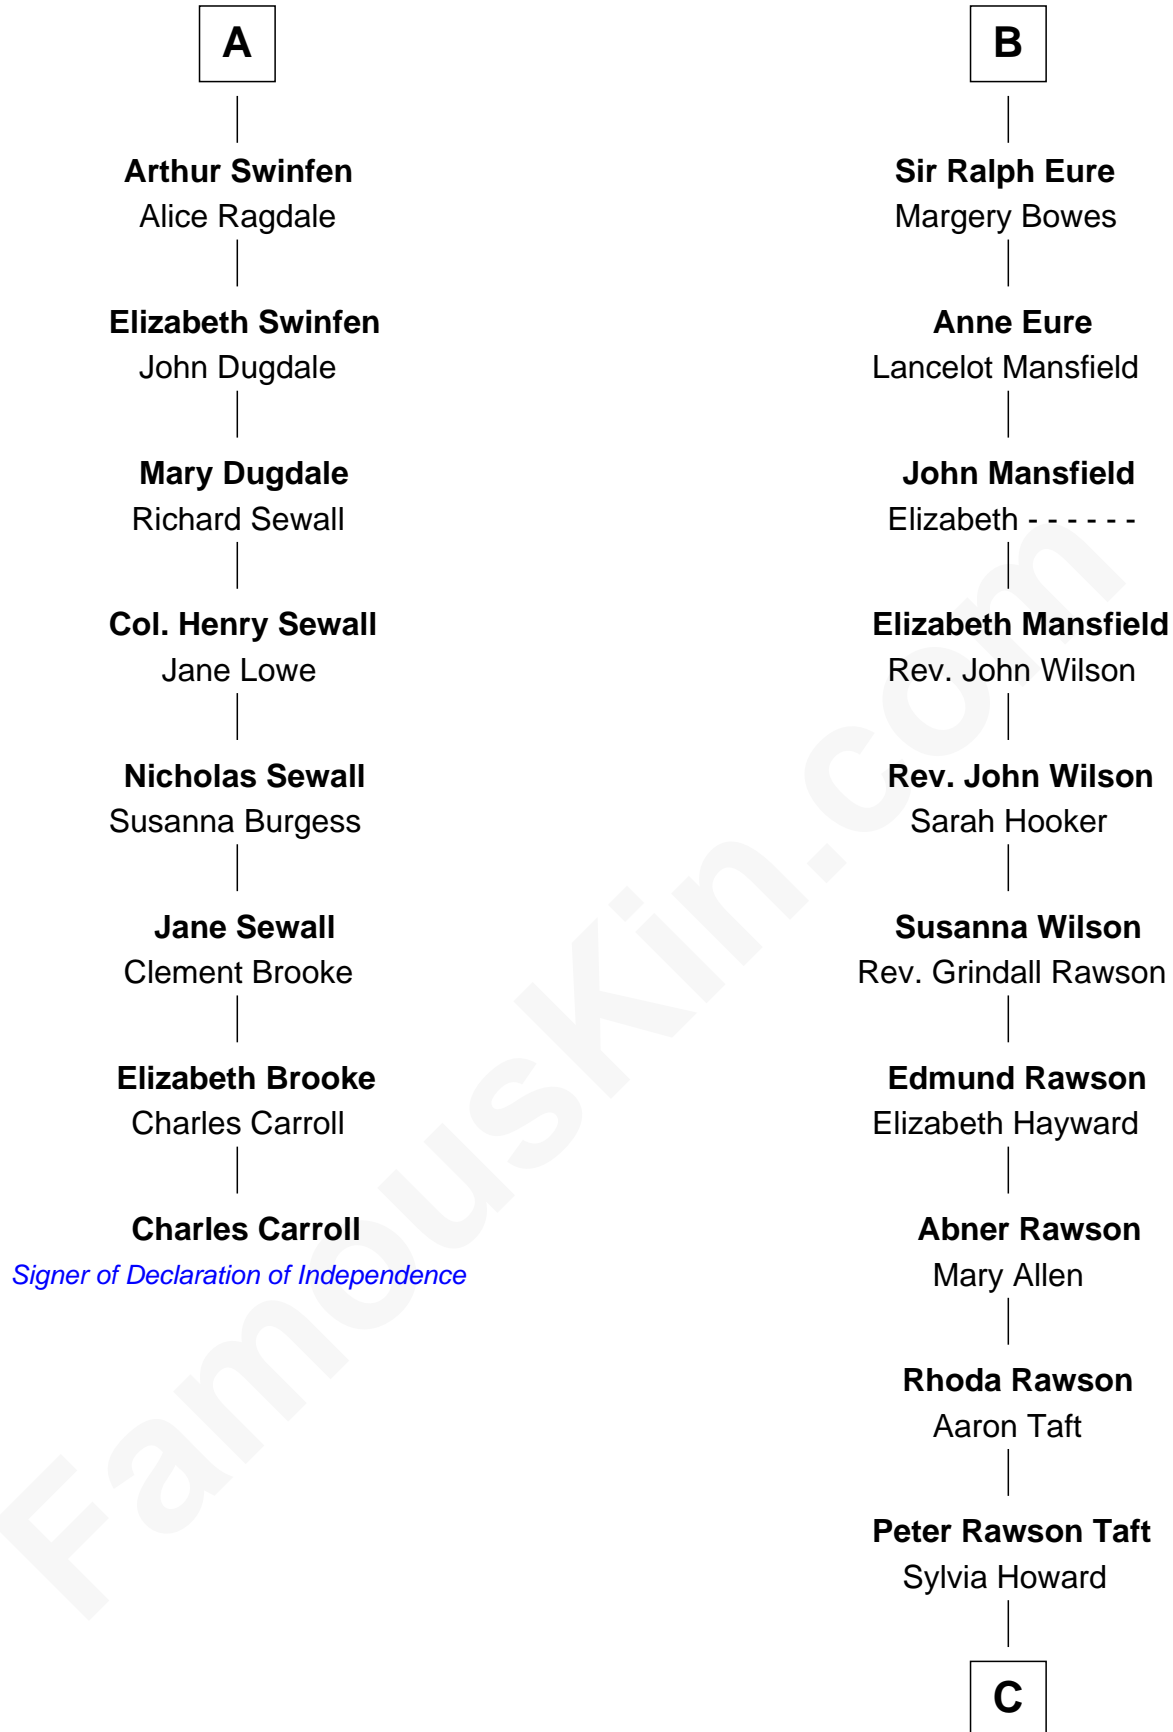 A
Arthur Swinfen
Alice Ragdale
Elizabeth Swinfen
John Dugdale
Mary Dugdale
Richard Sewall
Col. Henry Sewall
Jane Lowe
Nicholas Sewall
Susanna Burgess
Jane Sewall
Clement Brooke
Elizabeth Brooke
Charles Carroll
Charles Carroll
Signer of Declaration of Independence
B
Sir Ralph Eure
Margery Bowes
Anne Eure
Lancelot Mansfield
John Mansfield
Elizabeth - - - - - -
Elizabeth Mansfield
Rev. John Wilson
Rev. John Wilson
Sarah Hooker
Susanna Wilson
Rev. Grindall Rawson
Edmund Rawson
Elizabeth Hayward
Abner Rawson
Mary Allen
Rhoda Rawson
Aaron Taft
Peter Rawson Taft
Sylvia Howard
C
FamousKin.com